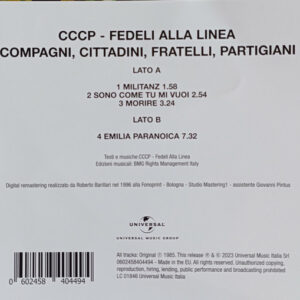 CCCP - FEDELI ALLA LINEA
COMPAGNI, CITTADINI, FRATELLI, PARTIGIANI
LATO A
1 MILITANZ 1.58
2 SONO COME TU MI VUOI 2.54
3 MORIRE 3.24
LATO B
4 EMILIA PARANOICA 7.32
Testi e musiche CCCP - Fedeli Alla Linea
Edizioni musicali: BMG Rights Management Italy
Digital remastering realizzato da Roberto Barillari nel 1996 alla Fonoprint - Bologna - Studio Mastering1 - assistente Giovanni Pintus
UNIVERSAL
UNIVERSAL MUSIC GROUP
All tracks: Original ℗ 1985. This release ℗ & © 2023 Universal Music Italia Srl
0602458404494 - Made in . All rights reserved. Unauthorized copying,
reproduction, hiring, lending, public performance and broadcasting prohibited
LC 01846 Universal Music Italia Srl
0 602458 404494